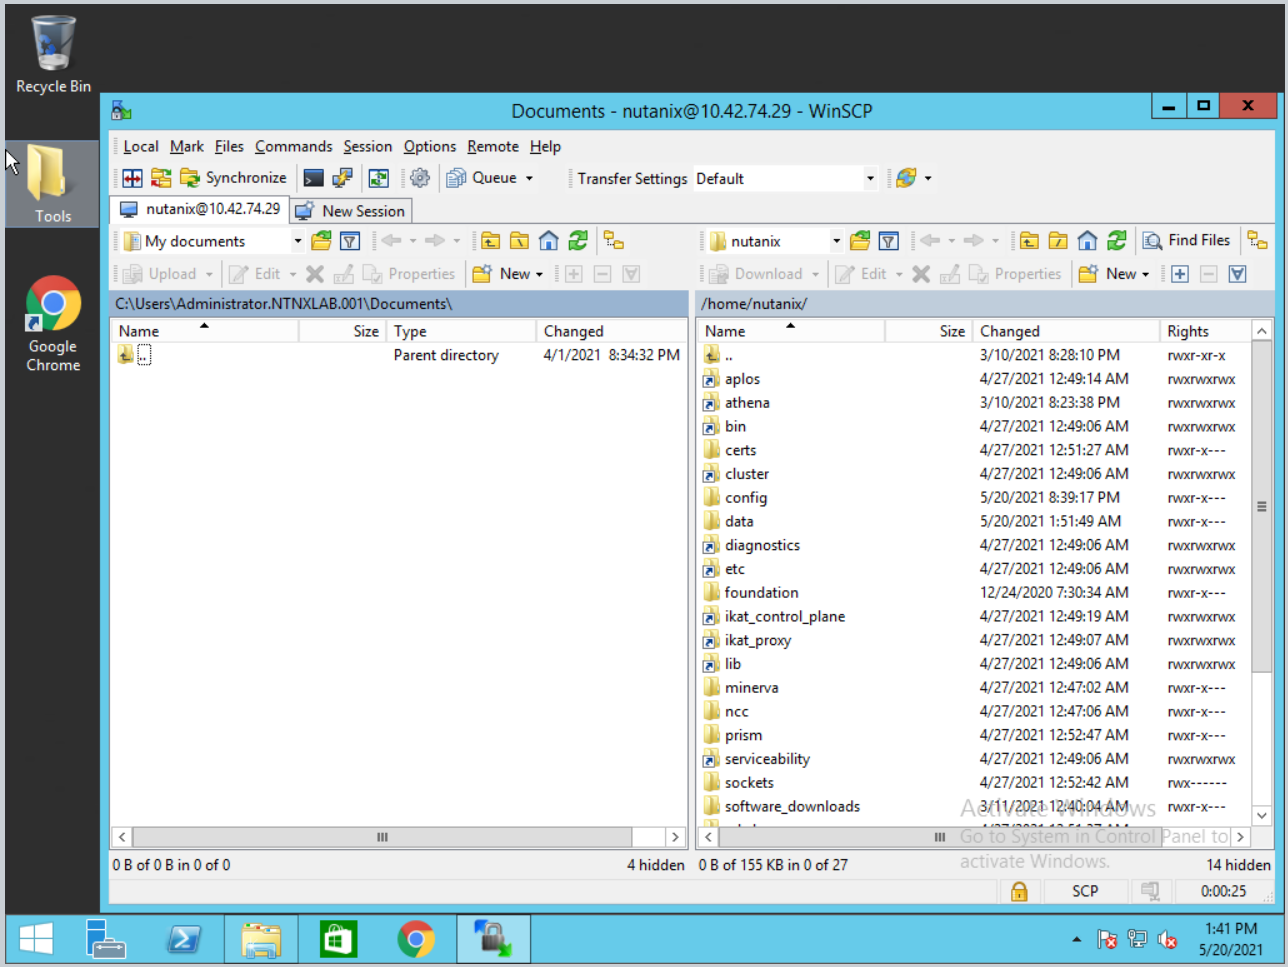 Recycle Bin
Tools
Google
Chrome
Documents - nutanix@10.42.74.29 - WinSCP
Local Mark Files Commands Session Options Remote Help
Synchronize Queue Transfer Settings Default
nutanix@10.42.74.29 New Session
My documents nutanix Find Files
Upload Edit Properties New Download Edit Properties New
C:\Users\Administrator.NTNXLAB.001\Documents\ /home/nutanix/
Name Size Type Changed
.. Parent directory 4/1/2021 8:34:32 PM
Name Size Changed Rights
.. 3/10/2021 8:28:10 PM rwxr-xr-x
aplos 4/27/2021 12:49:14 AM rwxrwxrwx
athena 3/10/2021 8:23:38 PM rwxrwxrwx
bin 4/27/2021 12:49:06 AM rwxrwxrwx
certs 4/27/2021 12:51:27 AM rwxr-x---
cluster 4/27/2021 12:49:06 AM rwxrwxrwx
config 5/20/2021 8:39:17 PM rwxr-x---
data 5/20/2021 1:51:49 AM rwxr-x---
diagnostics 4/27/2021 12:49:06 AM rwxrwxrwx
etc 4/27/2021 12:49:06 AM rwxrwxrwx
foundation 12/24/2020 7:30:34 AM rwxr-x---
ikat_control_plane 4/27/2021 12:49:19 AM rwxrwxrwx
ikat_proxy 4/27/2021 12:49:07 AM rwxrwxrwx
lib 4/27/2021 12:49:06 AM rwxrwxrwx
minerva 4/27/2021 12:47:02 AM rwxr-x---
ncc 4/27/2021 12:47:06 AM rwxr-x---
prism 4/27/2021 12:52:47 AM rwxr-x---
serviceability 4/27/2021 12:49:06 AM rwxrwxrwx
sockets 4/27/2021 12:52:42 AM rwx------
software_downloads 3/11/2021 12:40:04 AM rwxr-x---
Activate Windows
Go to System in Control Panel to
activate Windows.
0 B of 0 B in 0 of 0 4 hidden 0 B of 155 KB in 0 of 27 14 hidden
SCP 0:00:25
1:41 PM
5/20/2021